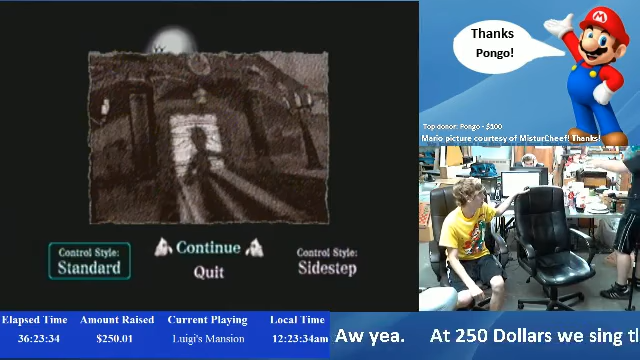 Thanks
Pongo!
Top donor: Pongo - $100
Mario picture courtesy of MisturCheef! Thanks!
Control Style:
Standard
Continue
Quit
Control Style:
Sidestep
Elapsed Time
36:23:34
Amount Raised
$250.01
Current Playing
Luigi's Mansion
Local Time
12:23:34am
Aw yea. At 250 Dollars we sing tl